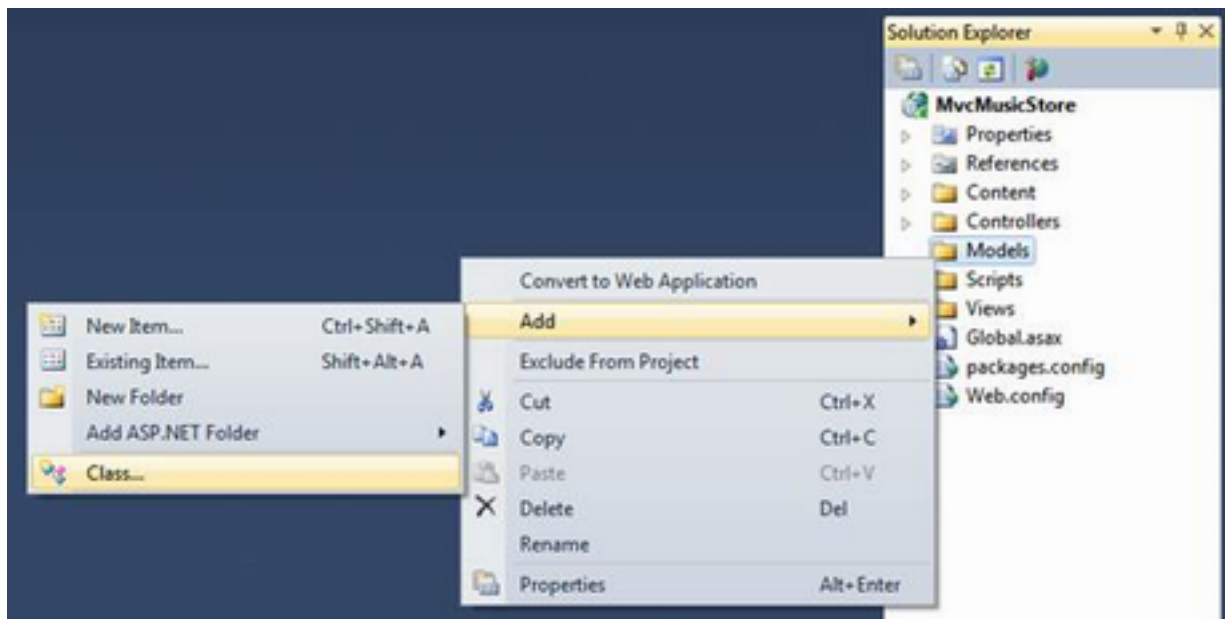 Solution Explorer
MvcMusicStore
Properties
References
Content
Controllers
Models
Scripts
Views
Global.asax
packages.config
Web.config
Convert to Web Application
Add
Exclude From Project
Cut Ctrl+X
Copy Ctrl+C
Paste Ctrl+V
Delete Del
Rename
Properties Alt+Enter
New Item... Ctrl+Shift+A
Existing Item... Shift+Alt+A
New Folder
Add ASP.NET Folder
Class...